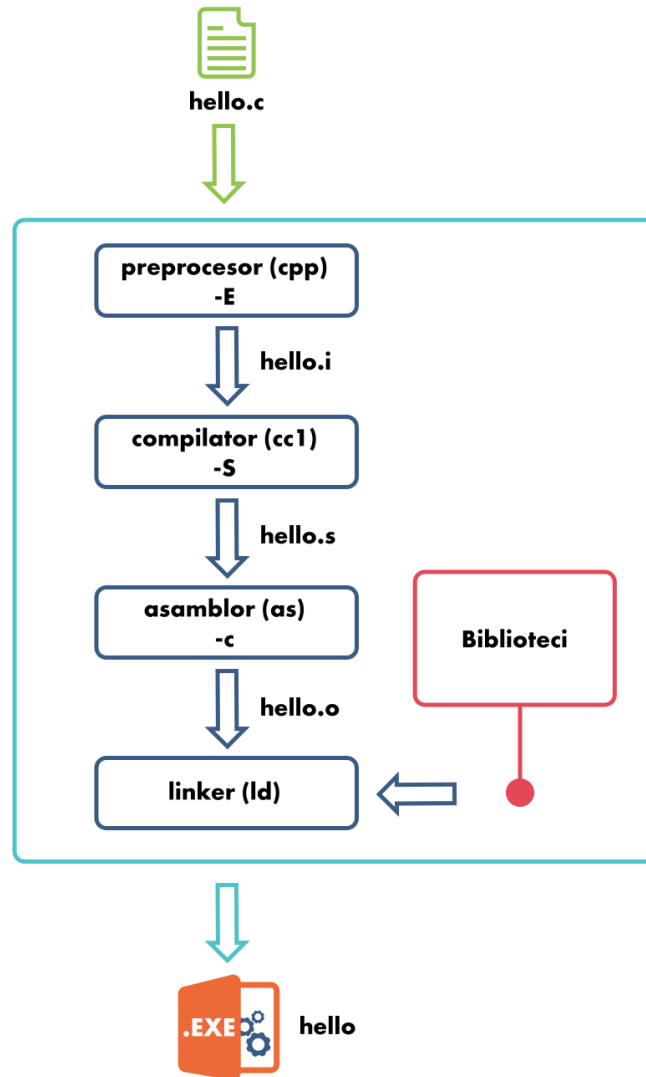 hello.c
preprocesor (cpp)
-E
hello.i
compilator (cc1)
-S
hello.s
asamblor (as)
-c
Biblioteci
hello.o
linker (ld)
.EXE
hello